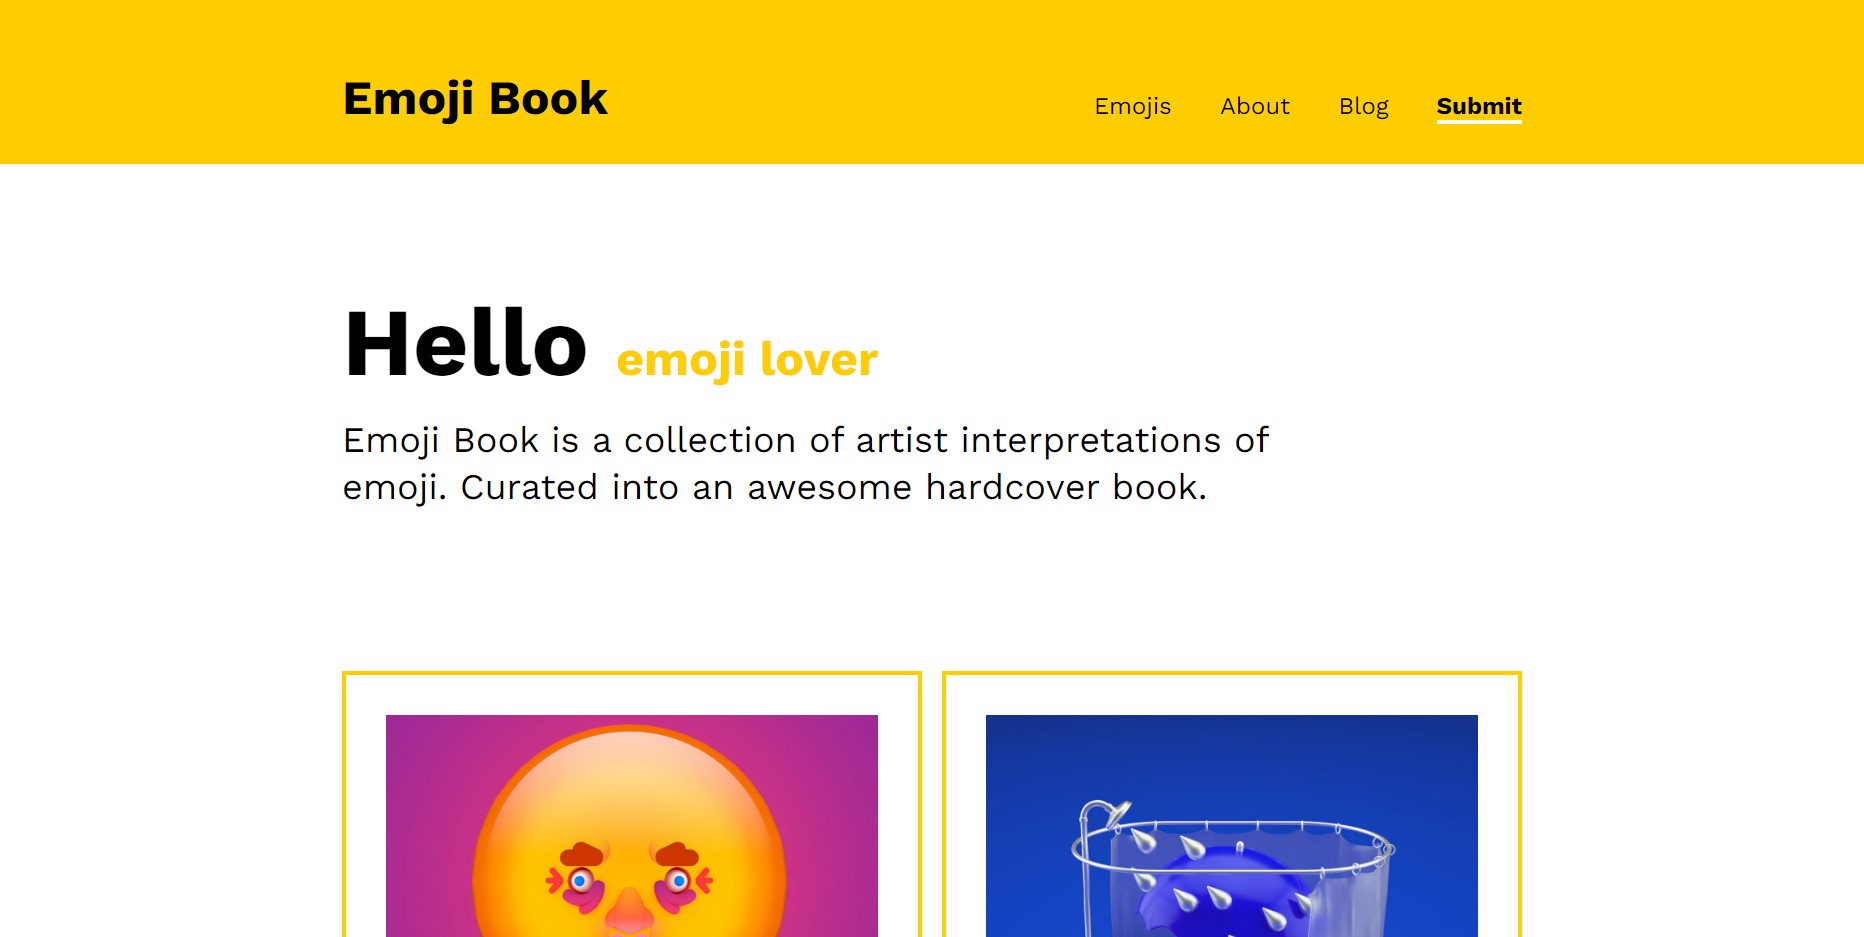 Emoji Book
Emojis About Blog Submit
Hello emoji lover
Emoji Book is a collection of artist interpretations of
emoji. Curated into an awesome hardcover book.